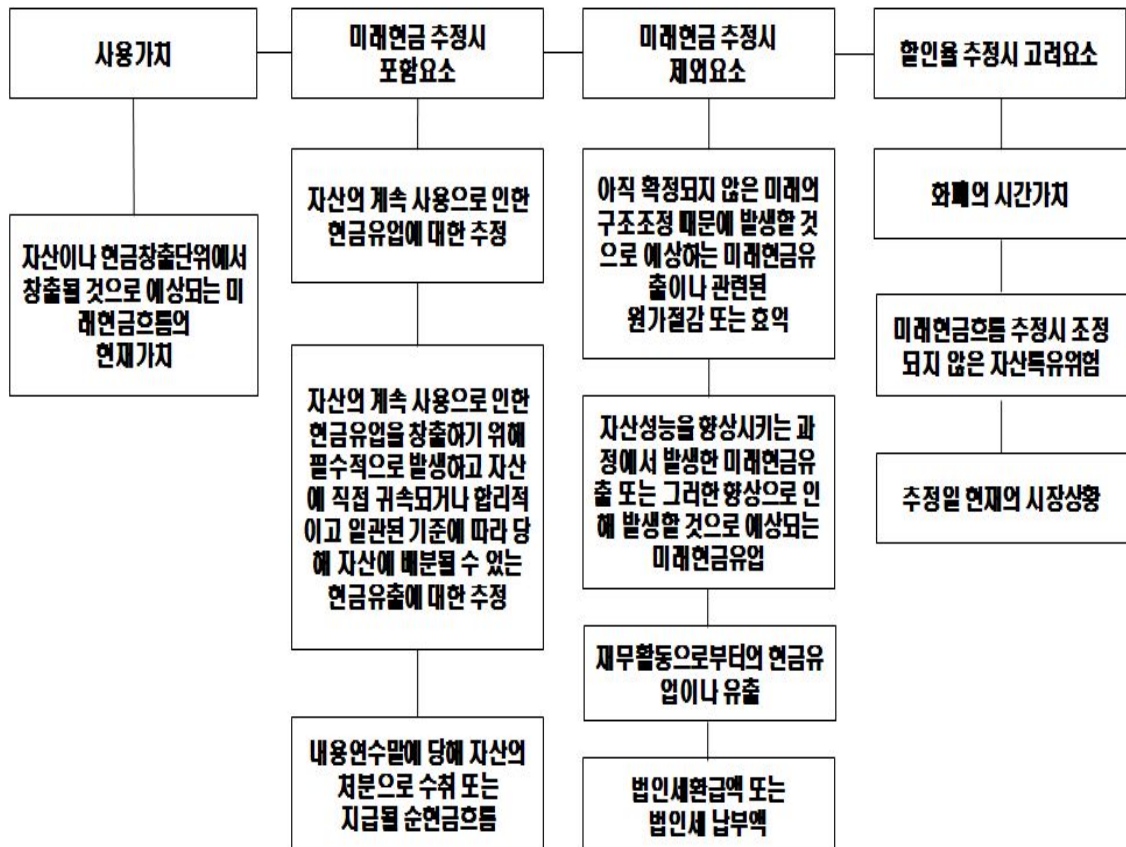 사용가치
미래현금 추정시
포함요소
미래현금 추정시
제외요소
할인율 추정시 고려요소
자산이나 현금창출단위에서
창출될 것으로 예상되는 미
래현금흐름의
현재가치
자산의 계속 사용으로 인한
현금유입에 대한 추정
자산의 계속 사용으로 인한
현금유입을 창출하기 위해
필수적으로 발생하고 자산
에 직접 귀속되거나 합리적
이고 일관된 기준에 따라 당
해 자산에 배분될 수 있는
현금유출에 대한 추정
내용연수말에 당해 자산의
처분으로 수취 또는
지급될 순현금흐름
아직 확정되지 않은 미래의
구조조정 때문에 발생할 것
으로 예상하는 미래현금유
출이나 관련된
원가절감 또는 효익
자산성능을 향상시키는 과
정에서 발생한 미래현금유
출 또는 그러한 향상으로 인
해 발생할 것으로 예상되는
미래현금유입
재무활동으로부터의 현금유
입이나 유출
법인세환급액 또는
법인세 납부액
화폐의 시간가치
미래현금흐름 추정시 조정
되지 않은 자산특유위험
추정일 현재의 시장상황